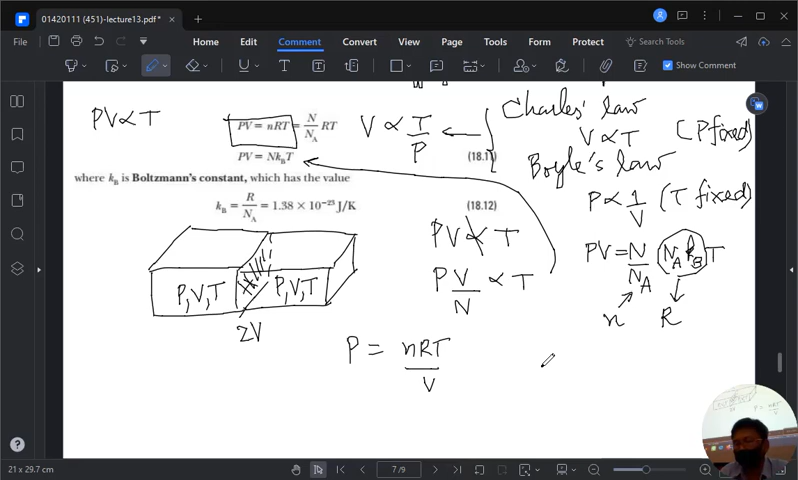 01420111 (451)-lecture13.pdf*
File
Home
Comment
Convert
View
Page
Tools
Form
Protect
Search Tools
Show Comment
PV ∝ T
PV = nRT = N/N_A RT
PV = Nk_BT
(18.11)
V ∝ T/P
Charles' law
V ∝ T (P fixed)
Boyle's law
P ∝ 1/V (T fixed)
where k_B is Boltzmann's constant, which has the value
k_B = R/N_A = 1.38 × 10⁻²³ J/K
(18.12)
PV ∝ T
PV/N ∝ T
PV = N/N_A N_A k_B T
n R
P,V,T P,V,T
2V
P = nRT/V
21 x 29.7 cm
7/9